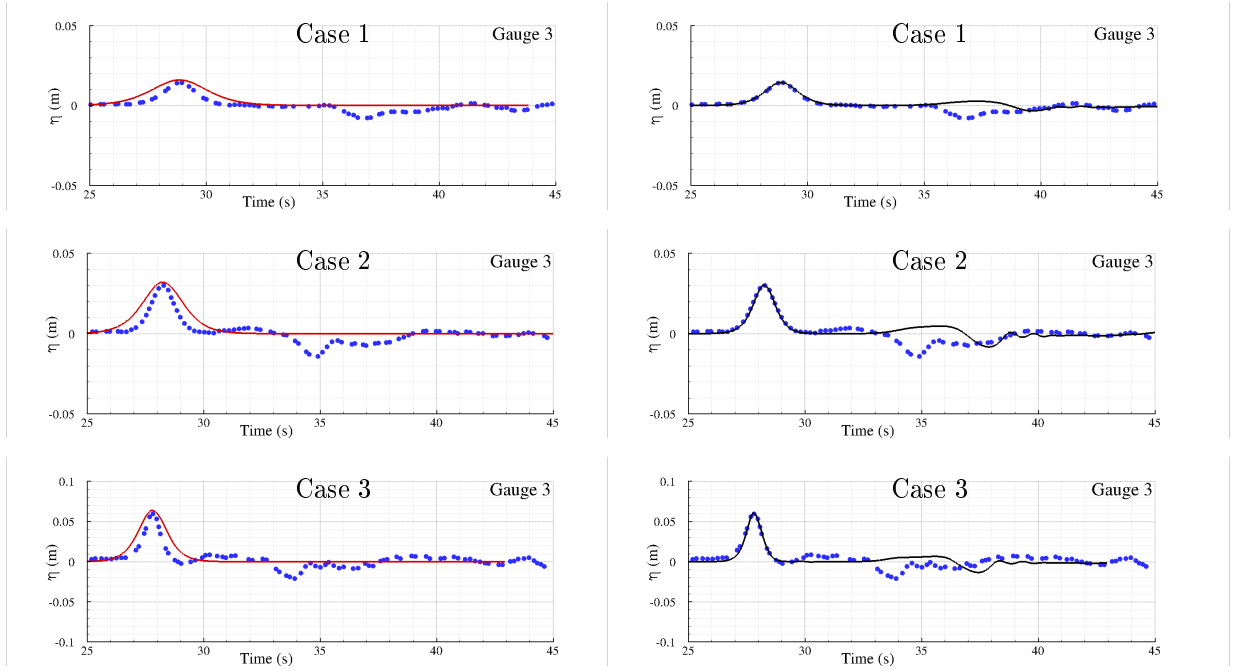 0.05 Case 1 Gauge 3
η (m)
0
-0.05
25 30 35 40 45
Time (s)
0.05 Case 1 Gauge 3
η (m)
0
-0.05
25 30 35 40 45
Time (s)
0.05 Case 2 Gauge 3
η (m)
0
-0.05
25 30 35 40 45
Time (s)
0.05 Case 2 Gauge 3
η (m)
0
-0.05
25 30 35 40 45
Time (s)
0.1 Case 3 Gauge 3
0.05
η (m)
0
-0.05
-0.1
25 30 35 40 45
Time (s)
0.1 Case 3 Gauge 3
0.05
η (m)
0
-0.05
-0.1
25 30 35 40 45
Time (s)